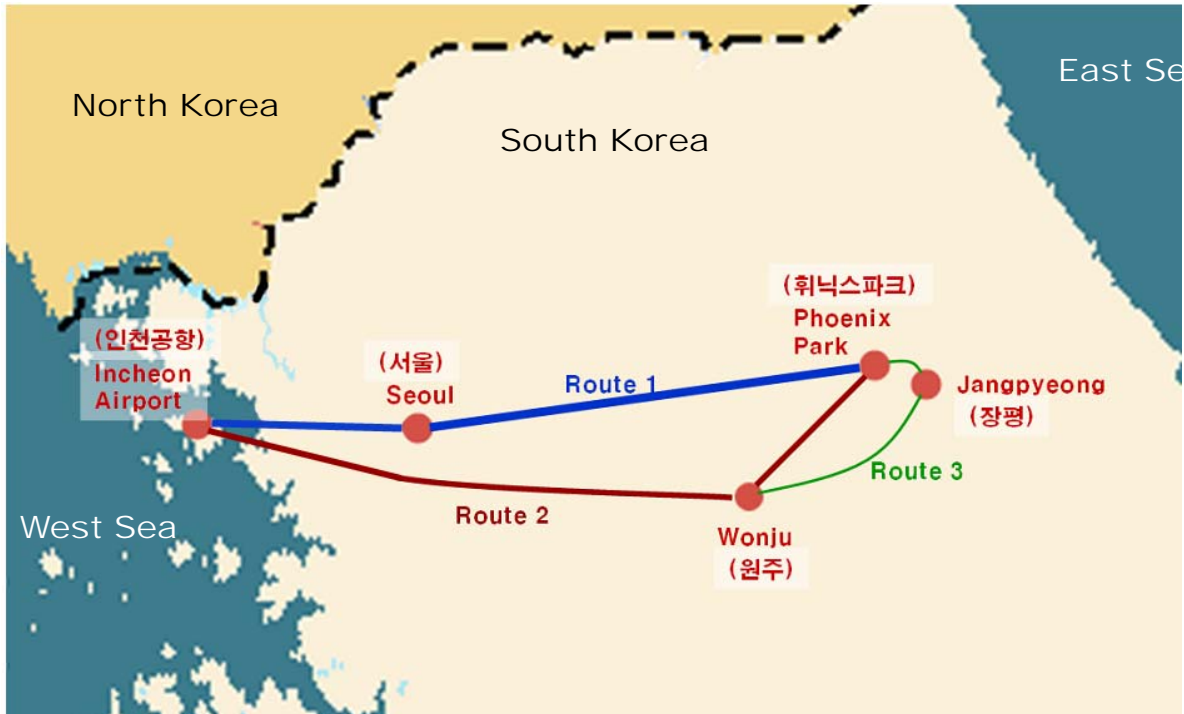 North Korea
East Se
South Korea
(휘닉스파크)
Phoenix
Park
(인천공항)
Incheon
Airport
(서울)
Seoul
Route 1
Jangpyeong
(장평)
Route 3
Route 2
West Sea
Wonju
(원주)